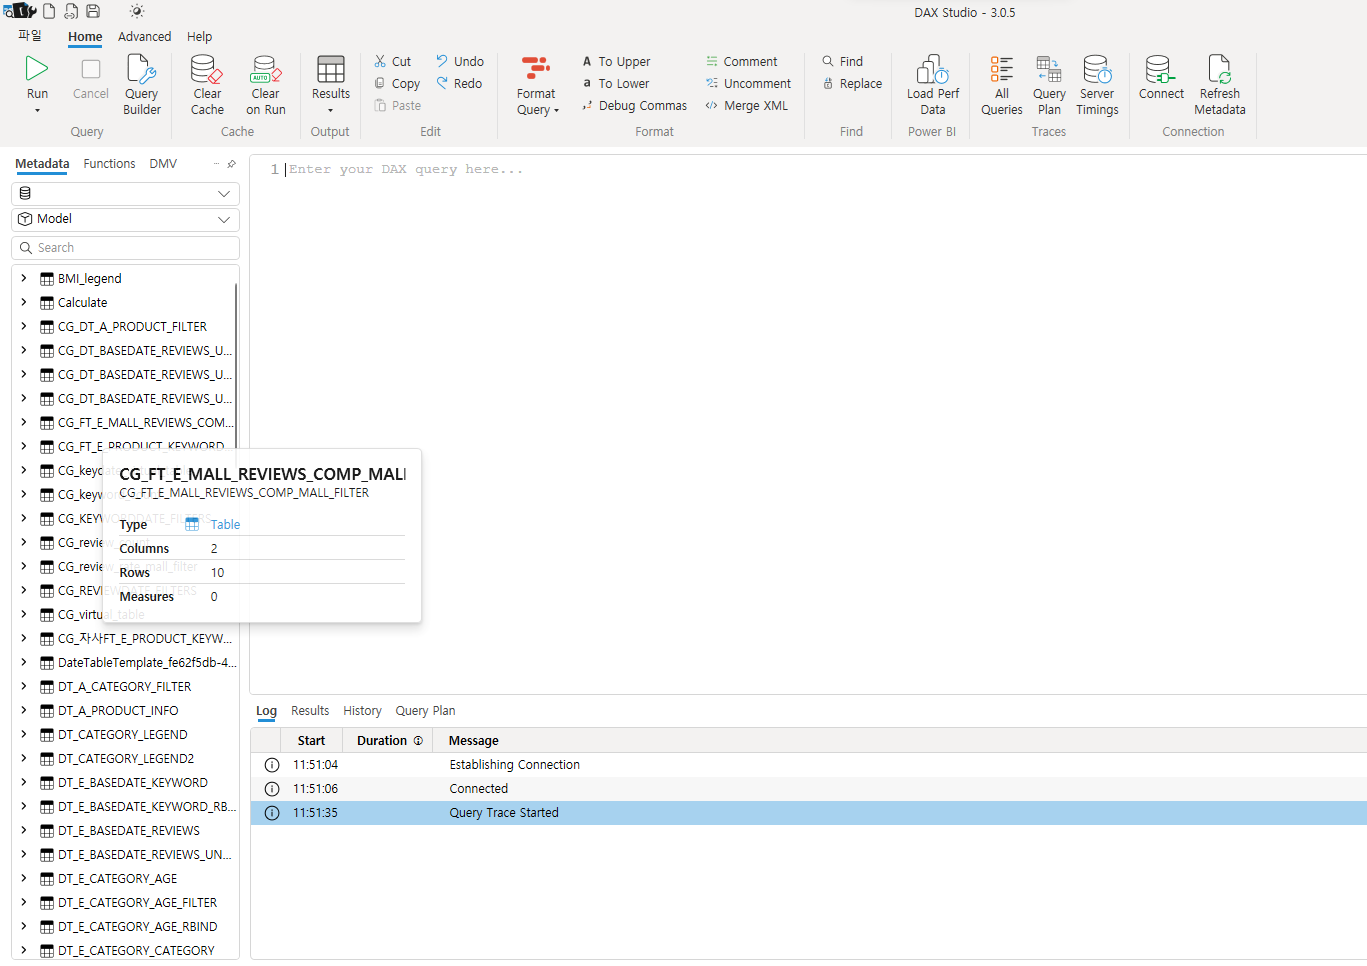 DAX Studio - 3.0.5
파일 Home Advanced Help
Run Cancel Query Builder
Query
Clear Cache
AUTO
Clear on Run
Cache
Results
Output
Cut Undo
Copy Redo
Paste
Edit
Format Query
A To Upper Comment
a To Lower Uncomment
Debug Commas Merge XML
Format
Find
Replace
Find
Load Perf Data
Power BI
All Queries
Query Plan
Server Timings
Traces
Connect
Refresh Metadata
Connection
Metadata Functions DMV
Model
Search
BMI_legend
Calculate
CG_DT_A_PRODUCT_FILTER
CG_DT_BASEDATE_REVIEWS_U...
CG_DT_BASEDATE_REVIEWS_U...
CG_DT_BASEDATE_REVIEWS_U...
CG_FT_E_MALL_REVIEWS_COM...
CG_FT_E_PRODUCT_KEYWORD
CG_review_rate_mall_filter
CG_virtual_table
CG_자사FT_E_PRODUCT_KEYW...
DateTableTemplate_fe62f5db-4...
DT_A_CATEGORY_FILTER
DT_A_PRODUCT_INFO
DT_CATEGORY_LEGEND
DT_CATEGORY_LEGEND2
DT_E_BASEDATE_KEYWORD
DT_E_BASEDATE_KEYWORD_RB...
DT_E_BASEDATE_REVIEWS
DT_E_BASEDATE_REVIEWS_UN...
DT_E_CATEGORY_AGE
DT_E_CATEGORY_AGE_FILTER
DT_E_CATEGORY_AGE_RBIND
DT_E_CATEGORY_CATEGORY
CG_FT_E_MALL_REVIEWS_COMP_MALL
CG_FT_E_MALL_REVIEWS_COMP_MALL_FILTER
Type Table
Columns 2
Rows 10
Measures 0
1 Enter your DAX query here...
Log Results History Query Plan
Start Duration Message
11:51:04 Establishing Connection
11:51:06 Connected
11:51:35 Query Trace Started